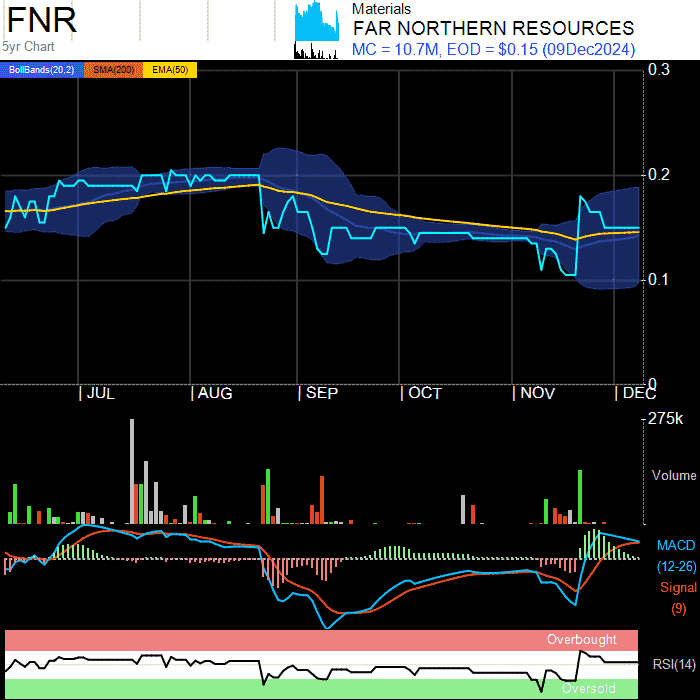 FNR
5yr Chart
Materials
FAR NORTHERN RESOURCES
MC = 10.7M, EOD = $0.15 (09Dec2024)
BollBands(20,2) SMA(200) EMA(50)
0.3
0.2
0.1
0
| JUL | AUG | SEP | OCT | NOV | DEC
275k
Volume
MACD
(12-26)
Signal
(9)
Overbought
RSI(14)
Oversold